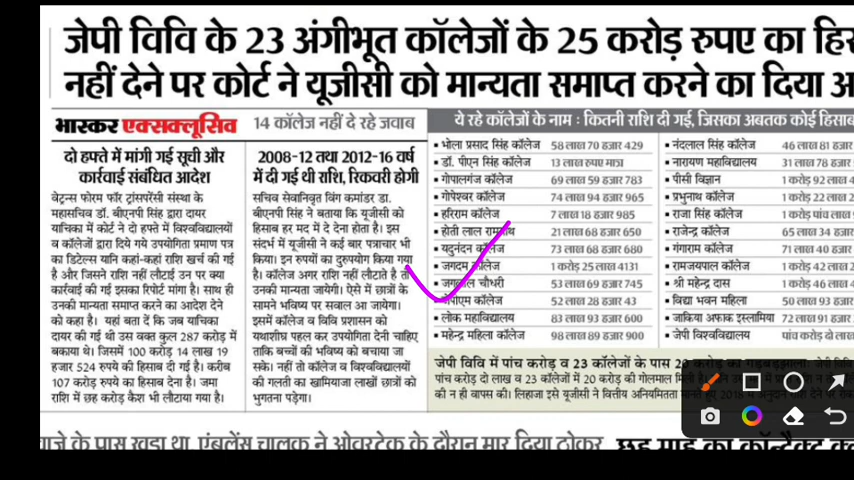 जेपी विवि के 23 अंगीभूत कॉलेजों के 25 करोड़ रुपए का
नहीं देने पर कोर्ट ने यूजीसी को मान्यता समाप्त करने का दिया
भास्कर एक्सक्लूसिव
14 कॉलेज नहीं दे रहे जवाब
दो हफ्ते में मांगी गई सूची और
कार्रवाई संबंधित आदेश
वेट्रन्स फोरम फॉर ट्रांसपरेंसी संस्था के
महासचिव डॉ. बीएनपी सिंह द्वारा दायर
याचिका में कोर्ट ने दो हफ्ते में विश्वविद्यालयों
व कॉलेजों द्वारा दिये गये उपयोगिता प्रमाण पत्र
का डिटेल्स यानि कहां-कहां राशि खर्च की गई
है और जिसने राशि नहीं लौटाई उन पर क्या
कार्रवाई की गई इसका रिपोर्ट मांगा है। साथ ही
उनकी मान्यता समाप्त करने का आदेश देने
को कहा है। यहां बता दें कि जब याचिका
दायर की गई थी उस वक्त कुल 287 करोड़ में
बकाया थे। जिसमें 100 करोड़ 14 लाख 19
हजार 524 रुपये की हिसाब दी गई है। करीब
107 करोड़ रुपये का हिसाब देना है। जमा
राशि में छह करोड़ कैश भी लौटाया गया है।
2008-12 तथा 2012-16 वर्ष
में दी गई थी राशि, रिकवरी होगी
सचिव सेवानिवृत विंग कमांडर डा.
बीएनपी सिंह ने बताया कि यूजीसी को
हिसाब हर मद में दे देना होता है। इस
संदर्भ में यूजीसी ने कई बार पत्राचार भी
किया। इन रुपयों का दुरुपयोग किया गया
है। कॉलेज अगर राशि नहीं लौटाते है तो
उनकी मान्यता जायेगी। ऐसे में छात्रों के
सामने भविष्य पर सवाल आ जायेगा।
इसमें कॉलेज व विवि प्रशासन को
यथाशीघ्र पहल कर उपयोगिता देनी चाहिए
ताकि बच्चों की भविष्य को बचाया जा
सके। नहीं तो कॉलेज व विश्वविद्यालयों
की गलती का खामियाजा लाखों छात्रों को
भुगतना पड़ेगा।
ये रहे कॉलेजों के नाम : कितनी राशि दी गई, जिसका अबतक कोई हिसाब
▪ भोला प्रसाद सिंह कॉलेज 58 लाख 70 हजार 429
▪ डॉ. पीएन सिंह कॉलेज 13 लाख रुपए मात्र
▪ गोपालगंज कॉलेज 69 लाख 59 हजार 783
▪ गोपेश्वर कॉलेज 74 लाख 94 हजार 965
▪ हरिराम कॉलेज 7 लाख 18 हजार 985
▪ होती लाल रामनाथ 21 लाख 68 हजार 650
▪ यदुनंदन कॉलेज 73 लाख 68 हजार 680
▪ जगदम कॉलेज 1 करोड़ 25 लाख 4131
▪ जगलाल चौधरी 53 लाख 69 हजार 745
कॉलेज 52 लाख 28 हजार 43
▪ लोक महाविद्यालय 83 लाख 93 हजार 600
▪ महेन्द्र महिला कॉलेज 98 लाख 89 हजार 900
▪ नंदलाल सिंह कॉलेज 46 लाख 81 हजार
▪ नारायण महाविद्यालय 31 लाख 78
▪ पीसी विज्ञान 1 करोड़ 92 लाख
▪ प्रभुनाथ कॉलेज 1 करोड़ 22 लाख
▪ राजा सिंह कॉलेज 1 करोड़ पांच
▪ राजेन्द्र कॉलेज 65 लाख 34
▪ गंगाराम कॉलेज 71 लाख 40
▪ रामजयपाल कॉलेज 1 करोड़ 42
▪ श्री महेन्द्र दास 1 करोड़ 46 लाख
▪ विद्या भवन महिला 50 लाख 93
▪ जाकिया अफाक इस्लामिया 72 लाख 91
▪ जेपी विश्वविद्यालय पांच करोड़ दो
जेपी विवि में पांच करोड़ व 23 कॉलेजों के पास
पांच करोड़ दो लाख व 23 कॉलेजों में 20 करोड़ की गोलमाल
की न ही वापस की। लिहाजा इसे यूजीसी ने वित्तीय अनियमितता
के पास खड़ा था, एंबुलेंस चालक ने ओवरटेक के दौरान मार दिया ठोकर